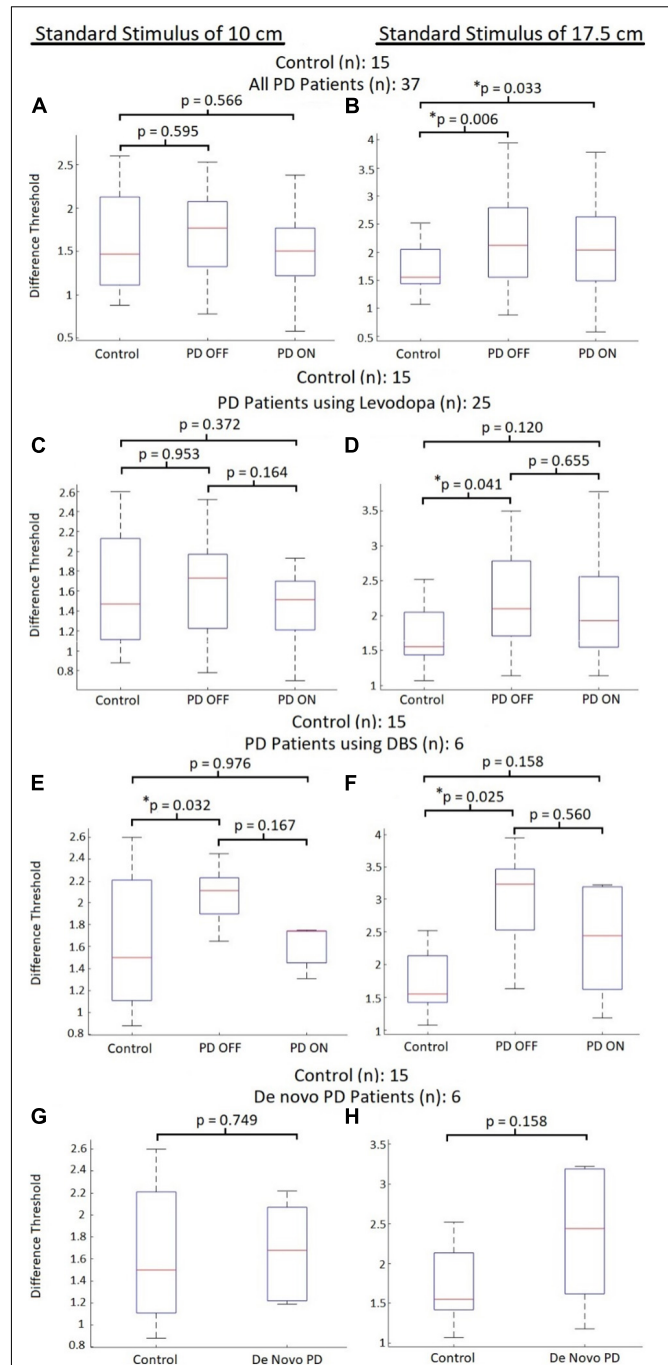 Standard Stimulus of 10 cm Standard Stimulus of 17.5 cm
Control (n): 15
All PD Patients (n): 37
A B
p = 0.566 *p = 0.033
p = 0.595 *p = 0.006
Difference Threshold
2.5
2
1.5
1
0.5
Control PD OFF PD ON
4
3.5
3
2.5
2
1.5
1
0.5
Control PD OFF PD ON
Control (n): 15
PD Patients using Levodopa (n): 25
C D
p = 0.372 p = 0.120
p = 0.953 p = 0.164 *p = 0.041 p = 0.655
Difference Threshold
2.6
2.4
2.2
2
1.8
1.6
1.4
1.2
1
0.8
Control PD OFF PD ON
3.5
3
2.5
2
1.5
1
Control PD OFF PD ON
Control (n): 15
PD Patients using DBS (n): 6
E F
p = 0.976 p = 0.158
*p = 0.032 p = 0.167 *p = 0.025 p = 0.560
Difference Threshold
2.6
2.4
2.2
2
1.8
1.6
1.4
1.2
1
0.8
Control PD OFF PD ON
4
3.5
3
2.5
2
1.5
1
Control PD OFF PD ON
Control (n): 15
De novo PD Patients (n): 6
G H
p = 0.749 p = 0.158
Difference Threshold
2.6
2.4
2.2
2
1.8
1.6
1.4
1.2
1
0.8
Control De Novo PD
3.5
3
2.5
2
1.5
1
Control De Novo PD